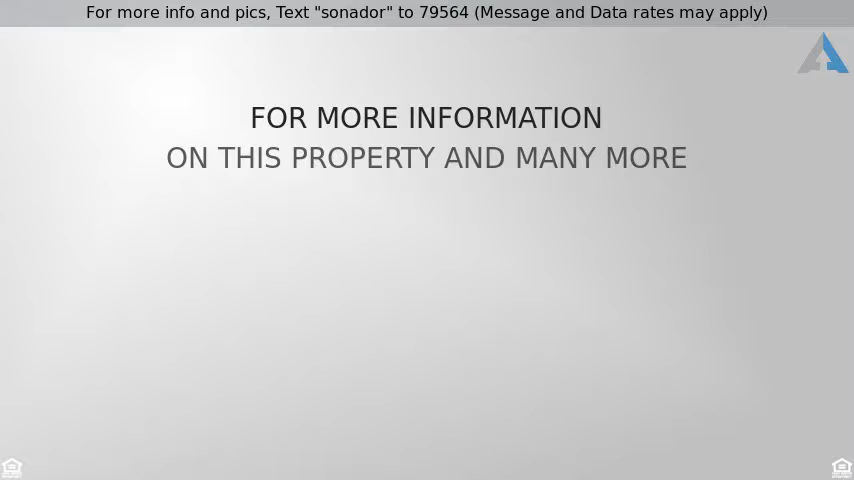 For more info and pics, Text "sonador" to 79564 (Message and Data rates may apply)
FOR MORE INFORMATION
ON THIS PROPERTY AND MANY MORE